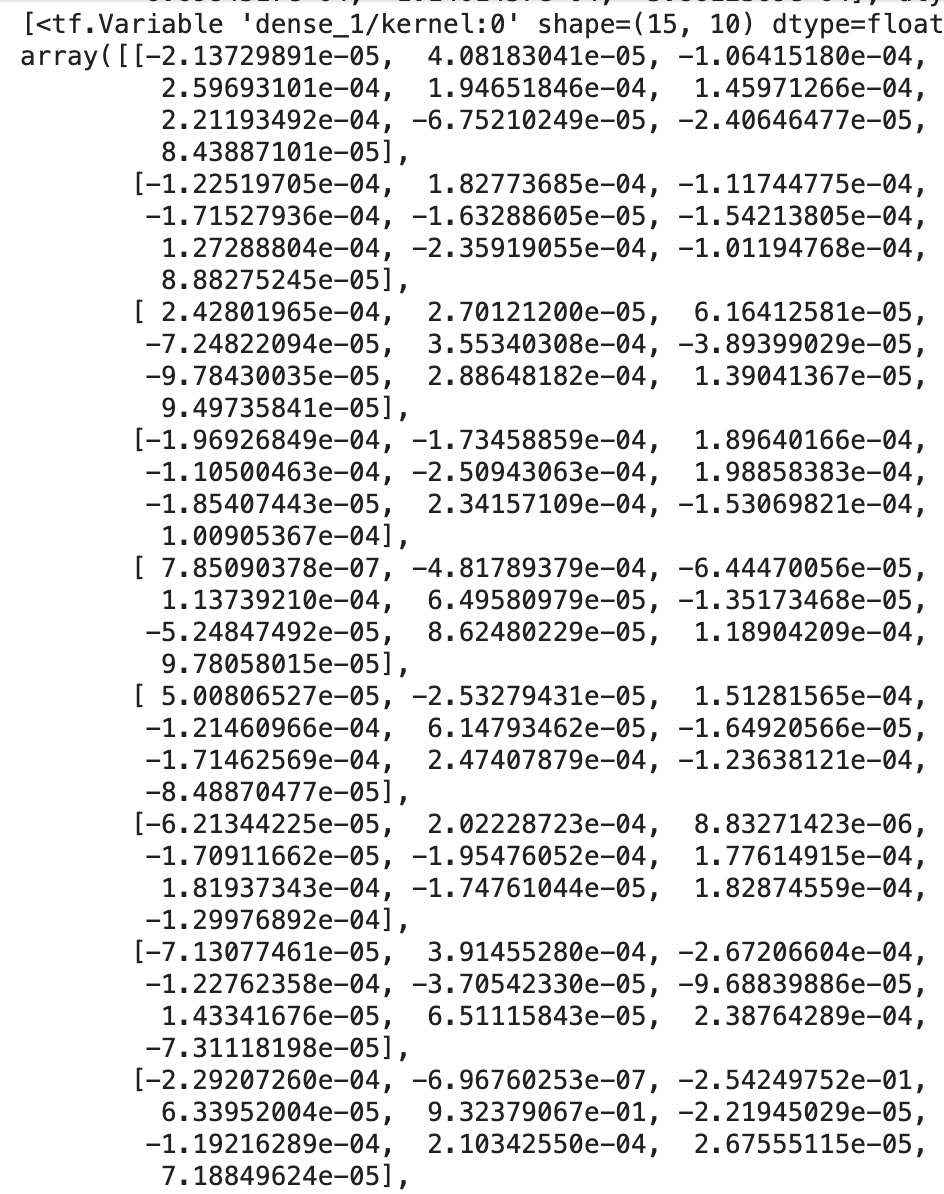 [<tf.Variable 'dense_1/kernel:0' shape=(15, 10) dtype=float
array([[-2.13729891e-05, 4.08183041e-05, -1.06415180e-04,
2.59693101e-04, 1.94651846e-04, 1.45971266e-04,
2.21193492e-04, -6.75210249e-05, -2.40646477e-05,
8.43887101e-05],
[-1.22519705e-04, 1.82773685e-04, -1.11744775e-04,
-1.71527936e-04, -1.63288605e-05, -1.54213805e-04,
1.27288804e-04, -2.35919055e-04, -1.01194768e-04,
8.88275245e-05],
[ 2.42801965e-04, 2.70121200e-05, 6.16412581e-05,
-7.24822094e-05, 3.55340308e-04, -3.89399029e-05,
-9.78430035e-05, 2.88648182e-04, 1.39041367e-05,
9.49735841e-05],
[-1.96926849e-04, -1.73458859e-04, 1.89640166e-04,
-1.10500463e-04, -2.50943063e-04, 1.98858383e-04,
-1.85407443e-05, 2.34157109e-04, -1.53069821e-04,
1.00905367e-04],
[ 7.85090378e-07, -4.81789379e-04, -6.44470056e-05,
1.13739210e-04, 6.49580979e-05, -1.35173468e-05,
-5.24847492e-05, 8.62480229e-05, 1.18904209e-04,
9.78058015e-05],
[ 5.00806527e-05, -2.53279431e-05, 1.51281565e-04,
-1.21460966e-04, 6.14793462e-05, -1.64920566e-05,
-1.71462569e-04, 2.47407879e-04, -1.23638121e-04,
-8.48870477e-05],
[-6.21344225e-05, 2.02228723e-04, 8.83271423e-06,
-1.70911662e-05, -1.95476052e-04, 1.77614915e-04,
1.81937343e-04, -1.74761044e-05, 1.82874559e-04,
-1.29976892e-04],
[-7.13077461e-05, 3.91455280e-04, -2.67206604e-04,
-1.22762358e-04, -3.70542330e-05, -9.68839886e-05,
1.43341676e-05, 6.51115843e-05, 2.38764289e-04,
-7.31118198e-05],
[-2.29207260e-04, -6.96760253e-07, -2.54249752e-01,
6.33952004e-05, 9.32379067e-01, -2.21945029e-05,
-1.19216289e-04, 2.10342550e-04, 2.67555115e-05,
7.18849624e-05],